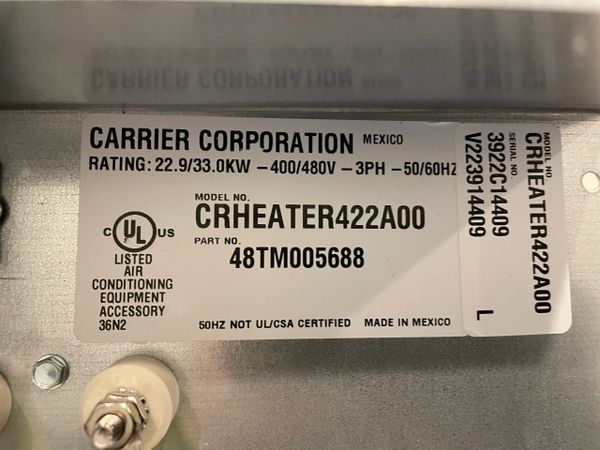 CARRIER CORPORATION MEXICO
RATING: 22.9/33.0KW – 400/480V – 3PH – 50/60HZ
MODEL NO.
CRHEATER422A00
PART NO.
48TM005688
C UL US
LISTED
AIR
CONDITIONING
EQUIPMENT
ACCESSORY
36N2
50HZ NOT UL/CSA CERTIFIED MADE IN MEXICO
MODEL NO.
CRHEATER422A00
SERIAL NO.
3922C14409
V223914409
L